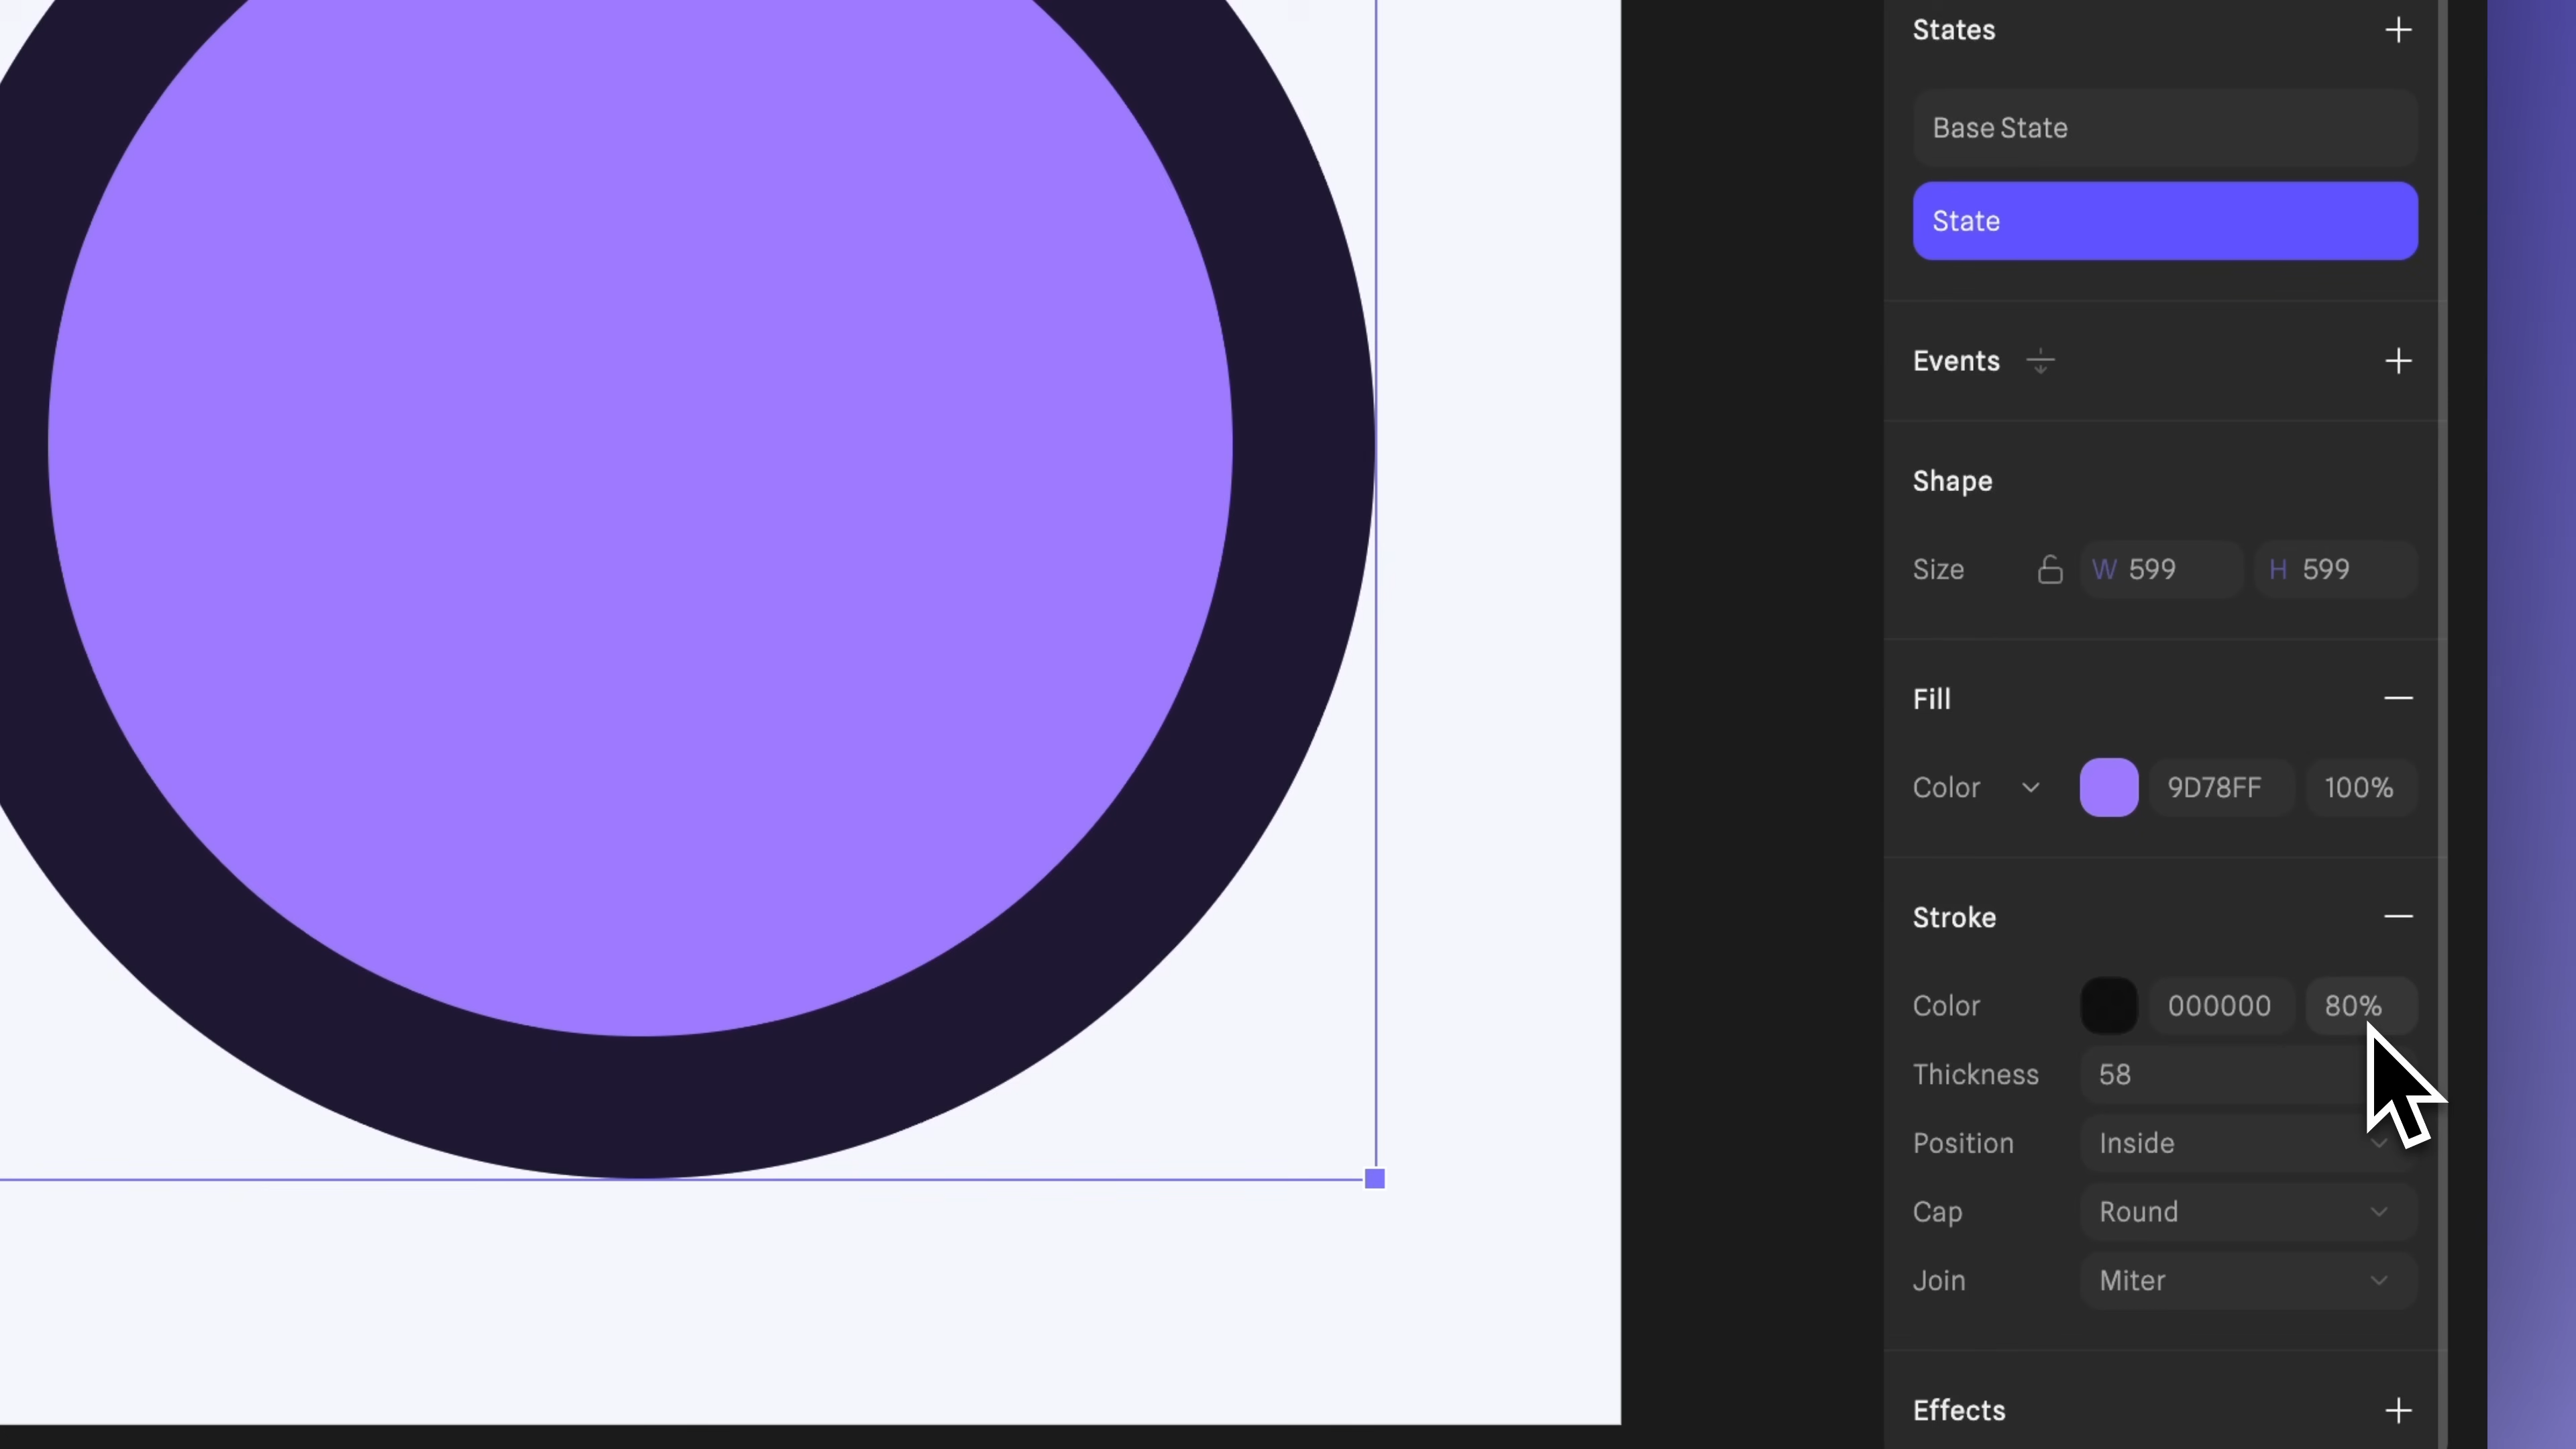 States
Base State
State
Events
Shape
Size W 599 H 599
Fill
Color 9D78FF 100%
Stroke
Color 000000 80%
Thickness 58
Position Inside
Cap Round
Join Miter
Effects